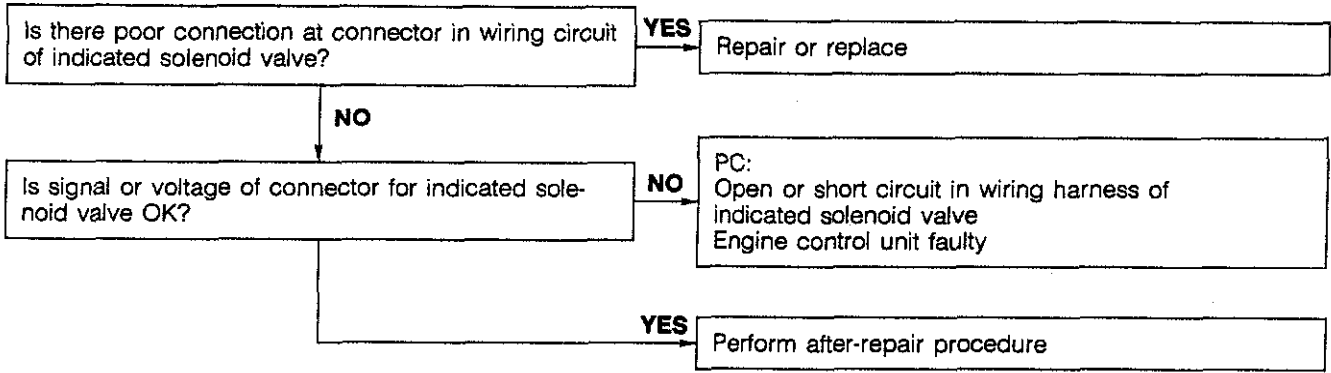 Is there poor connection at connector in wiring circuit
of indicated solenoid valve?
YES
Repair or replace
NO
Is signal or voltage of connector for indicated sole-
noid valve OK?
NO
PC:
Open or short circuit in wiring harness of
indicated solenoid valve
Engine control unit faulty
YES
Perform after-repair procedure